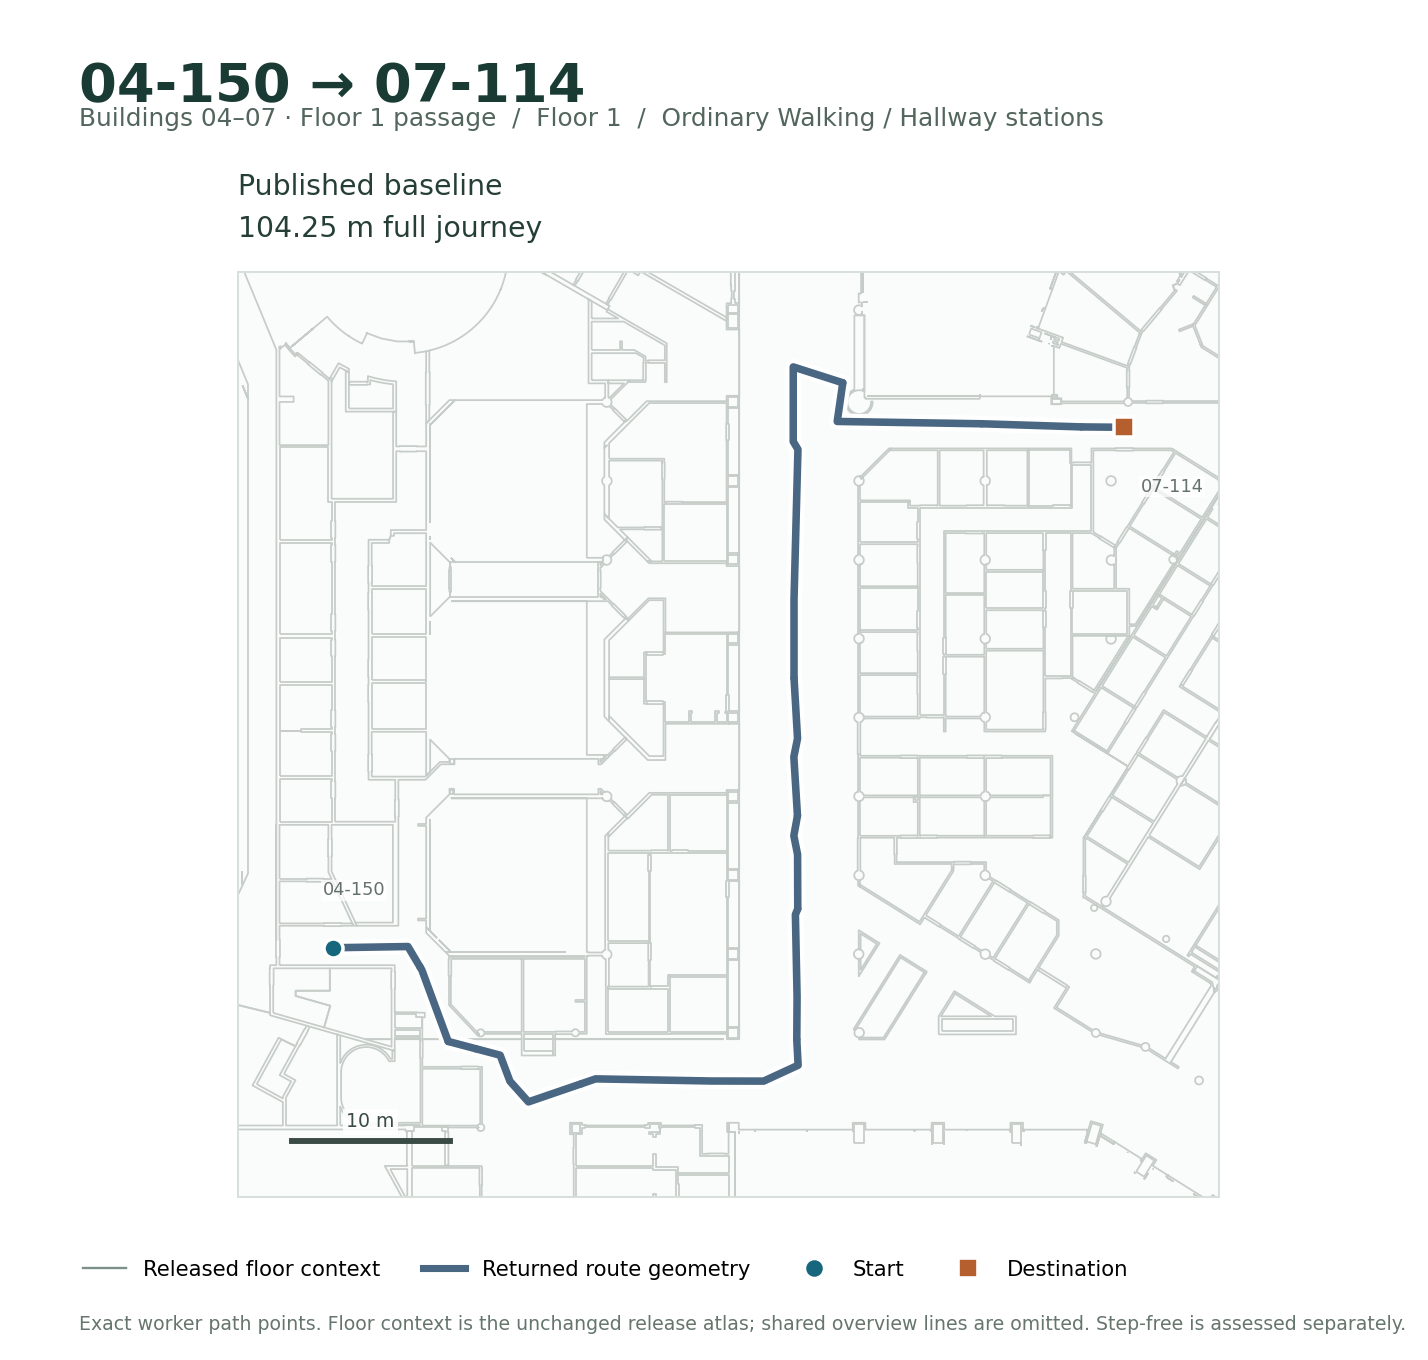 04-150 → 07-114
Buildings 04–07 · Floor 1 passage / Floor 1 / Ordinary Walking / Hallway stations
Published baseline
104.25 m full journey
07-114
04-150
10 m
Released floor context
Returned route geometry
Start
Destination
Exact worker path points. Floor context is the unchanged release atlas; shared overview lines are omitted. Step-free is assessed separately.